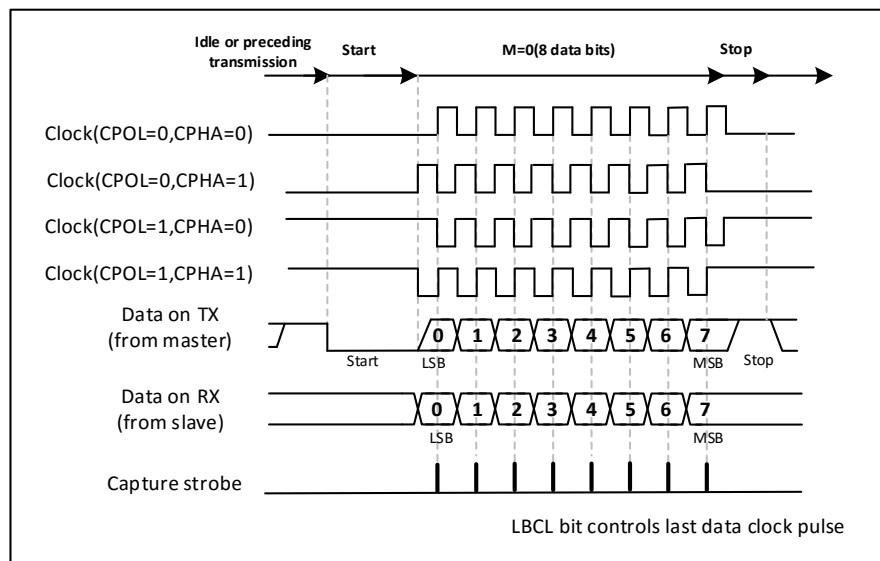 Idle or preceding
transmission
Start
M=0(8 data bits)
Stop
Clock(CPOL=0,CPHA=0)
Clock(CPOL=0,CPHA=1)
Clock(CPOL=1,CPHA=0)
Clock(CPOL=1,CPHA=1)
Data on TX
(from master)
0 1 2 3 4 5 6 7
Start
LSB
MSB
Stop
Data on RX
(from slave)
0 1 2 3 4 5 6 7
LSB
MSB
Capture strobe
LBCL bit controls last data clock pulse